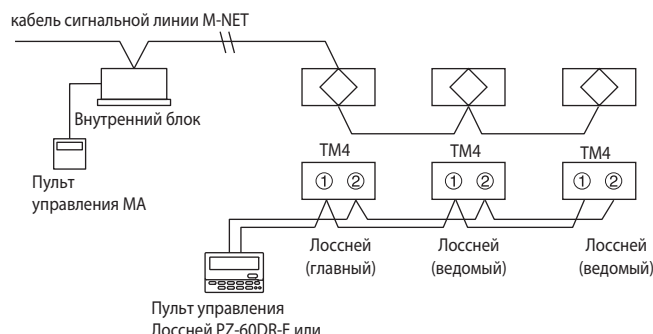 кабель сигнальной линии M-NET
Внутренний блок
Пульт
управления MA
TM4
TM4
TM4
① ②
① ②
① ②
Лоссней
(главный)
Лоссней
(ведомый)
Лоссней
(ведомый)
Пульт управления
Лоссней PZ-60DR-E или